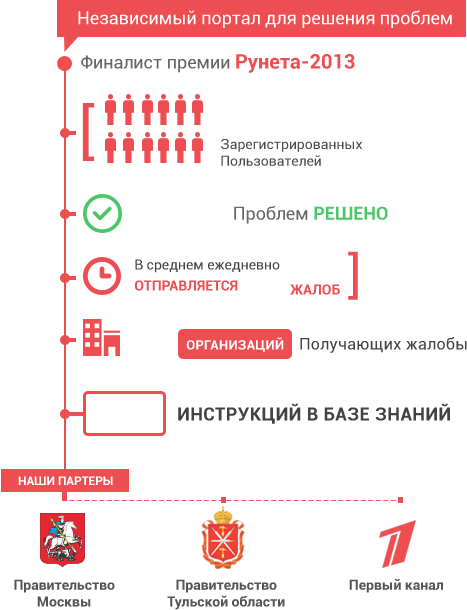 Независимый портал для решения проблем
Финалист премии Рунета-2013
Зарегистрированных
Пользователей
Проблем РЕШЕНО
В среднем ежедневно
ОТПРАВЛЯЕТСЯ ЖАЛОБ
ОРГАНИЗАЦИЙ Получающих жалобы
ИНСТРУКЦИЙ В БАЗЕ ЗНАНИЙ
НАШИ ПАРТЕРЫ
Правительство
Москвы
Правительство
Тульской области
Первый канал